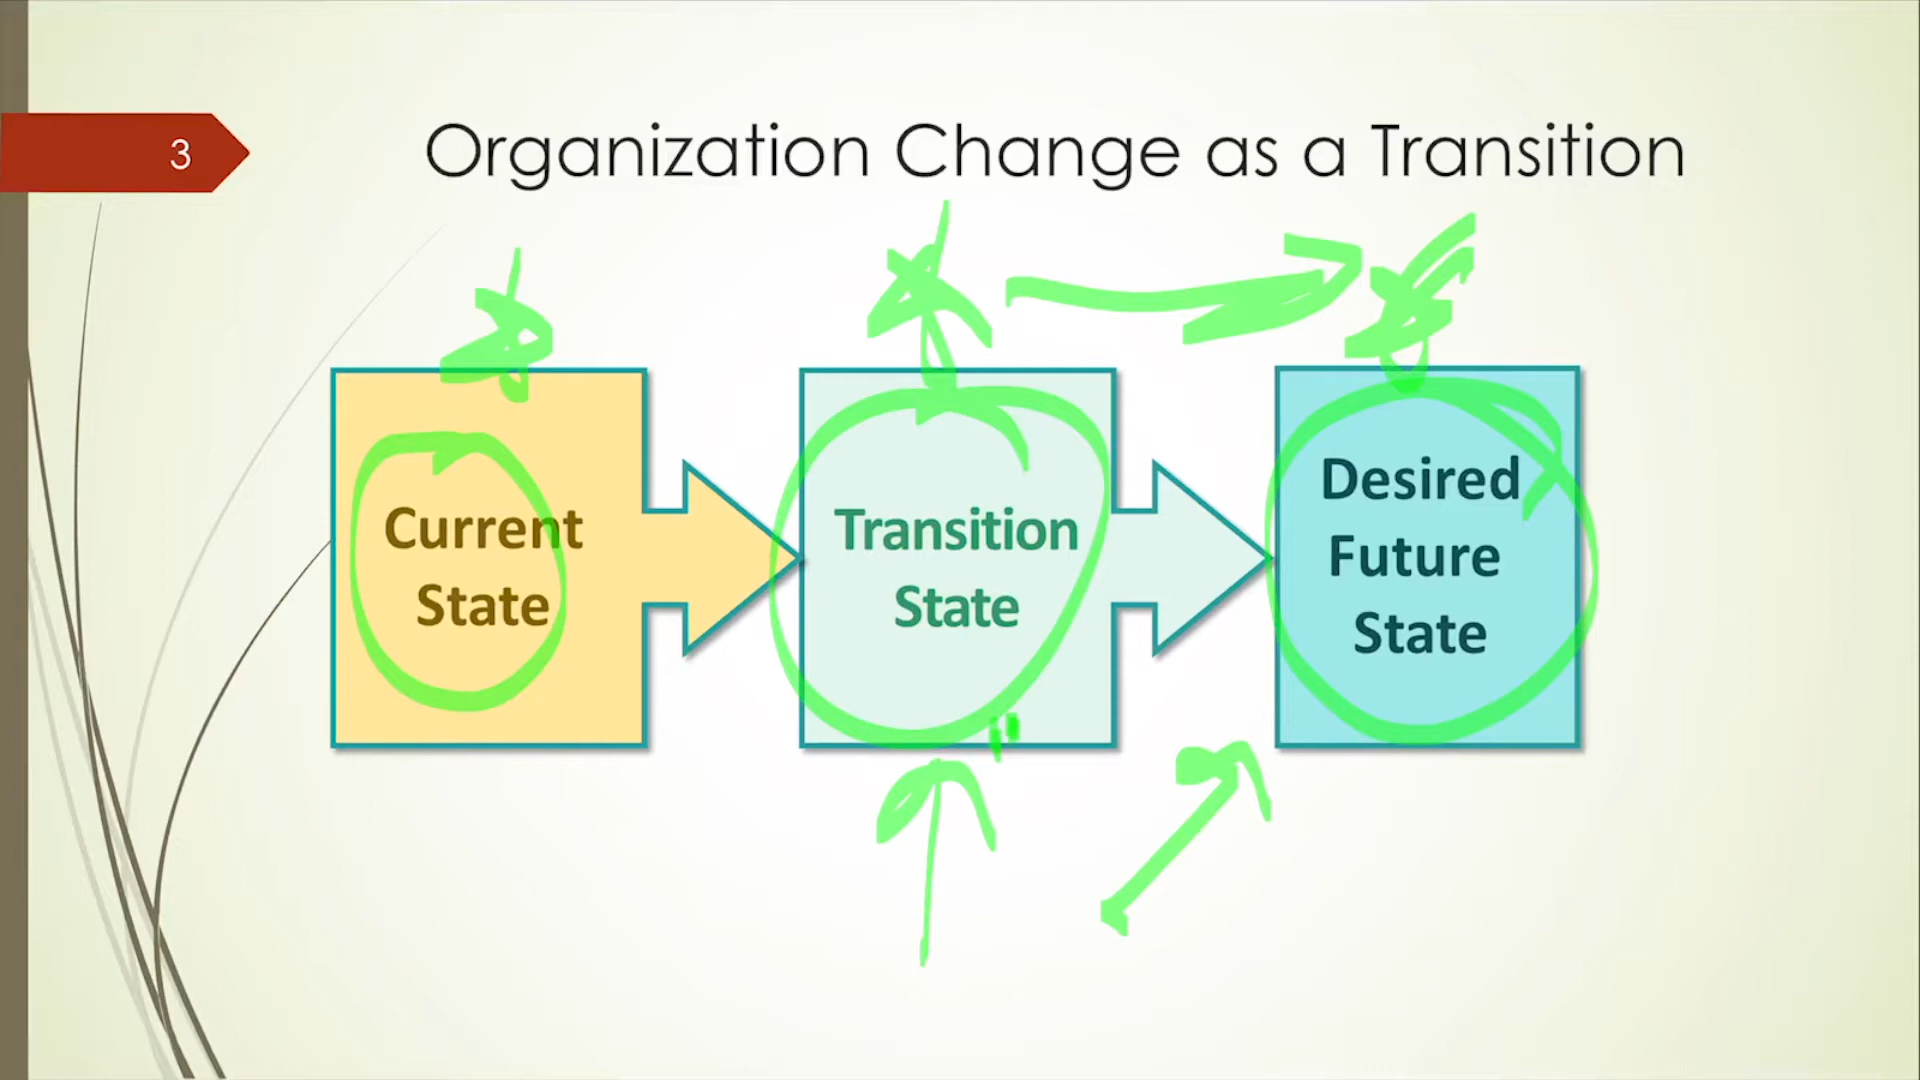 3
Organization Change as a Transition
Current
State
Transition
State
Desired
Future
State